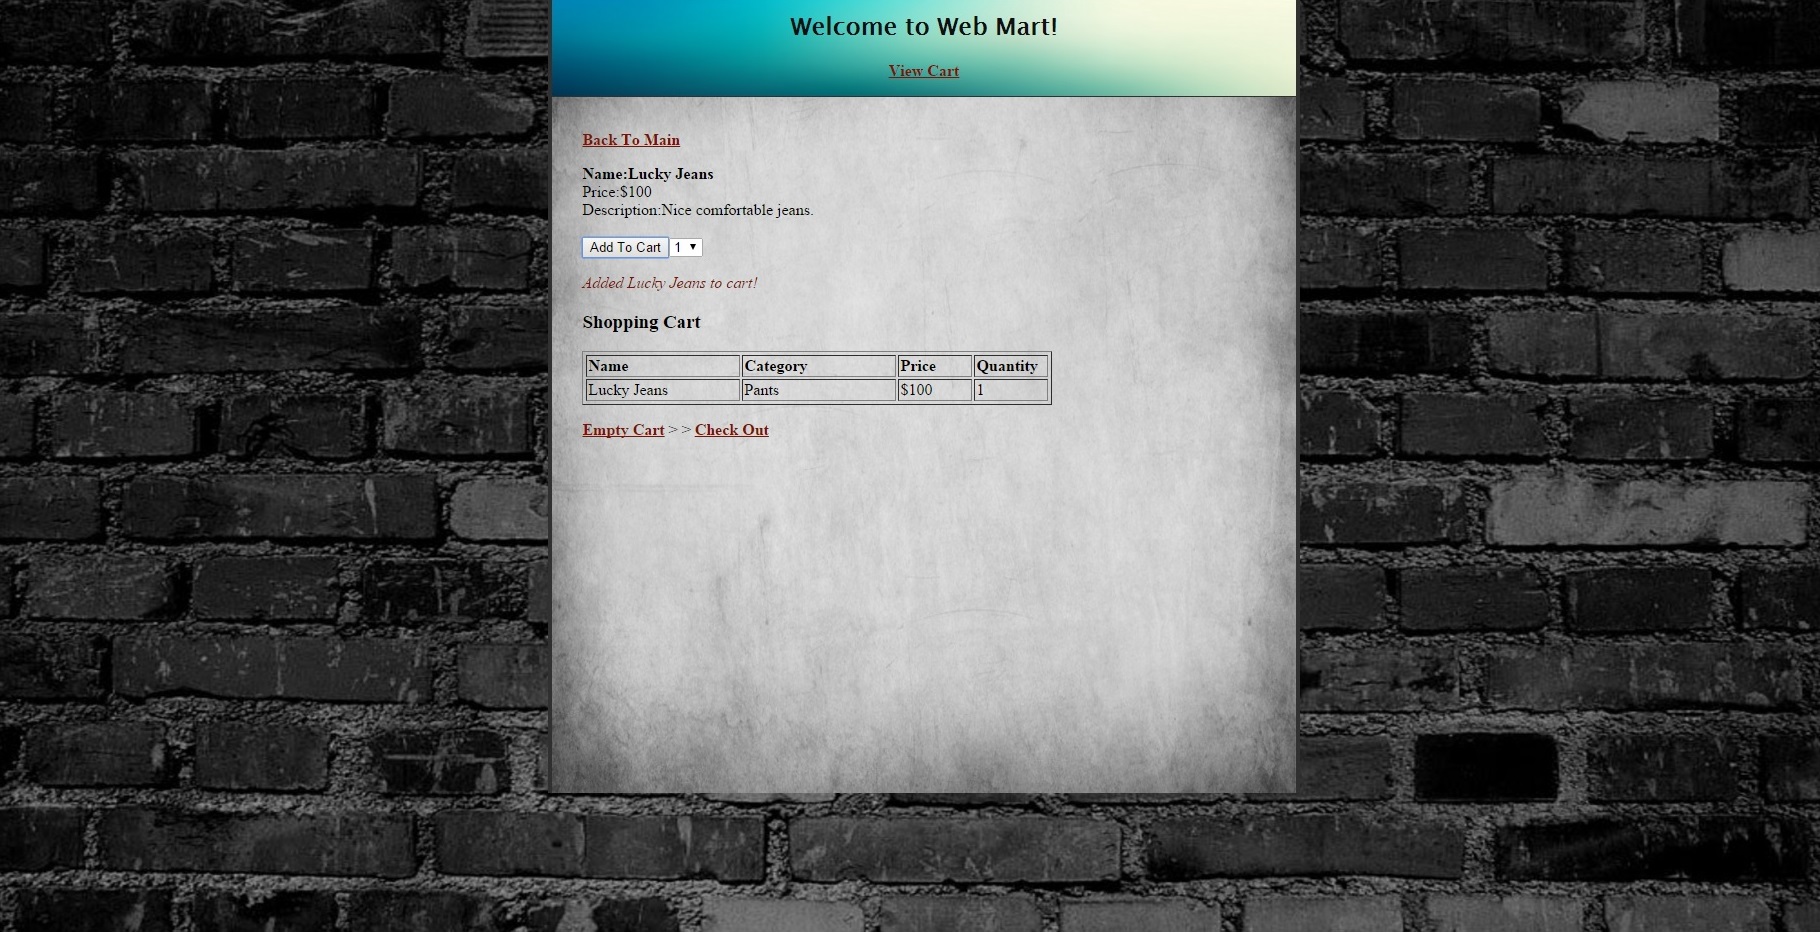 Welcome to Web Mart!
View Cart
Back To Main
Name:Lucky Jeans
Price:$100
Description:Nice comfortable jeans.
Add To Cart 1
Added Lucky Jeans to cart!
Shopping Cart
Name Category Price Quantity
Lucky Jeans Pants $100 1
Empty Cart > > Check Out